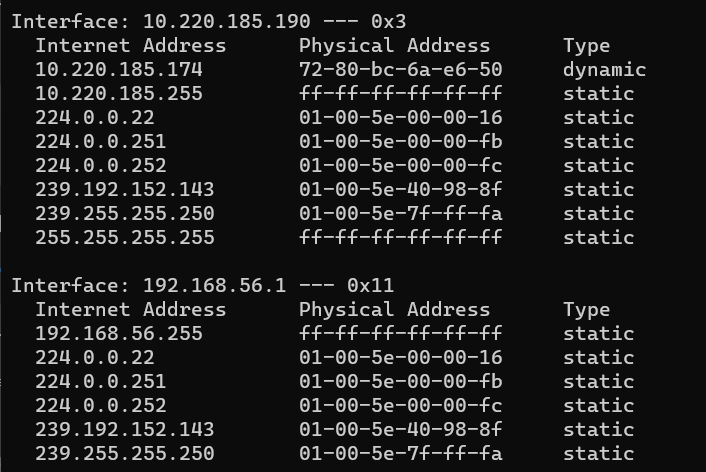 Interface: 10.220.185.190 --- 0x3
Internet Address Physical Address Type
10.220.185.174 72-80-bc-6a-e6-50 dynamic
10.220.185.255 ff-ff-ff-ff-ff-ff static
224.0.0.22 01-00-5e-00-00-16 static
224.0.0.251 01-00-5e-00-00-fb static
224.0.0.252 01-00-5e-00-00-fc static
239.192.152.143 01-00-5e-40-98-8f static
239.255.255.250 01-00-5e-7f-ff-fa static
255.255.255.255 ff-ff-ff-ff-ff-ff static
Interface: 192.168.56.1 --- 0x11
Internet Address Physical Address Type
192.168.56.255 ff-ff-ff-ff-ff-ff static
224.0.0.22 01-00-5e-00-00-16 static
224.0.0.251 01-00-5e-00-00-fb static
224.0.0.252 01-00-5e-00-00-fc static
239.192.152.143 01-00-5e-40-98-8f static
239.255.255.250 01-00-5e-7f-ff-fa static